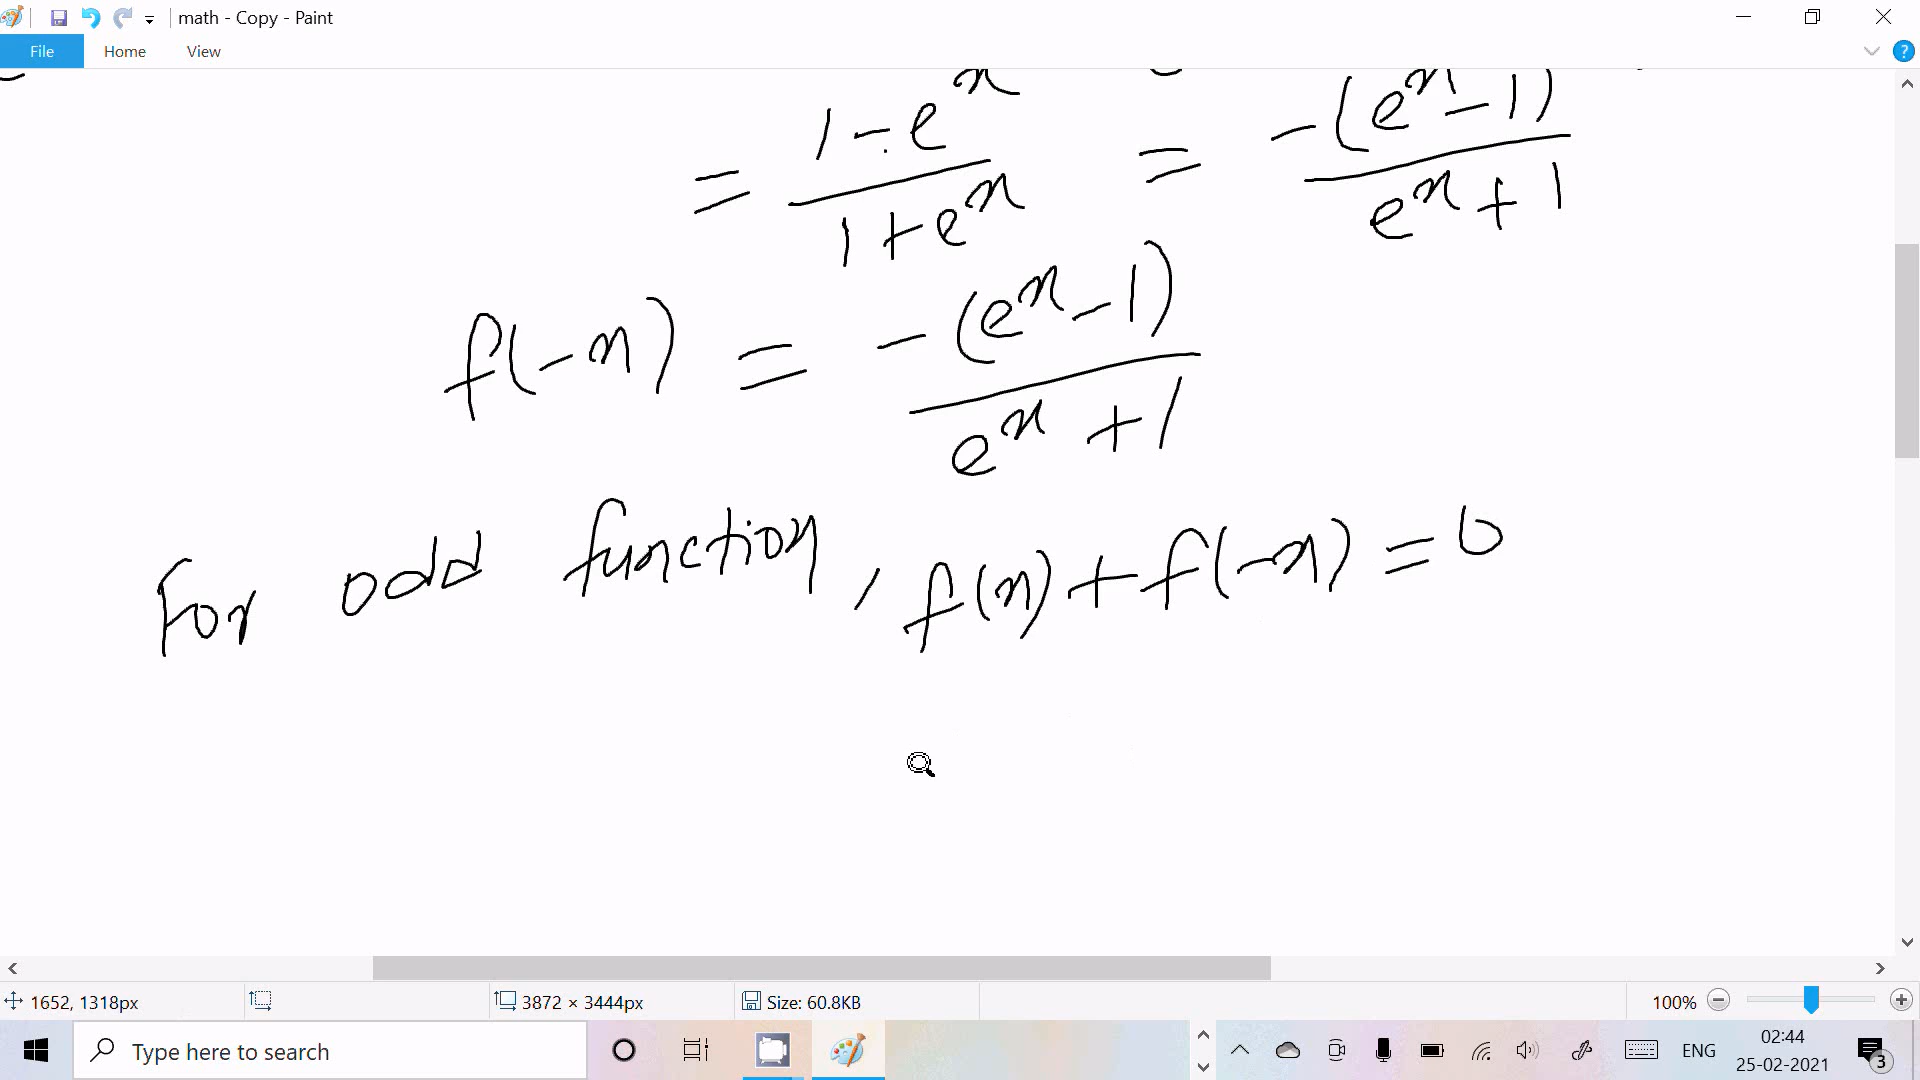 math - Copy - Paint
File Home View
= (1 - e^x)/(1 + e^x) = -(e^x - 1)/(e^x + 1)
f(-x) = -(e^x - 1)/(e^x + 1)
For odd function, f(x) + f(-x) = 0
1652, 1318px 3872 × 3444px Size: 60.8KB 100%
Type here to search ENG 02:44
25-02-2021 3